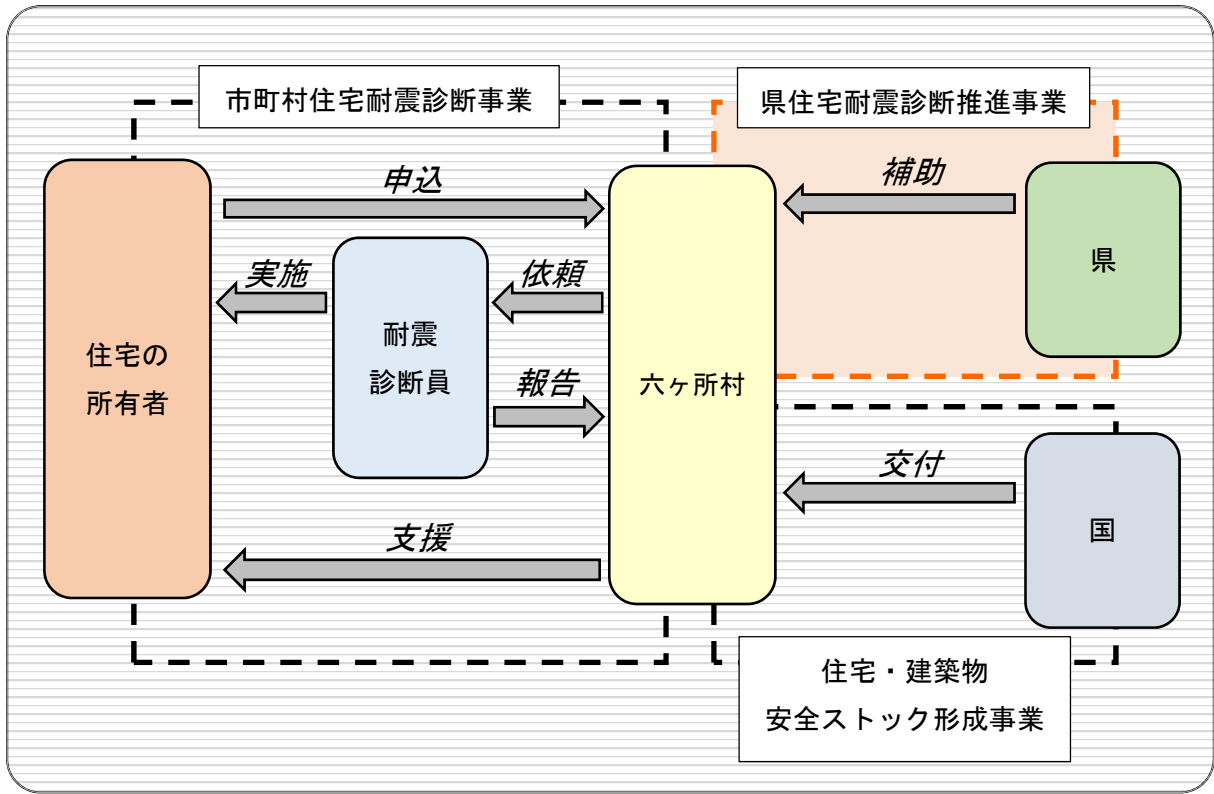 市町村住宅耐震診断事業
県住宅耐震診断推進事業
申込
補助
県
実施
依頼
耐震
診断員
住宅の
所有者
報告
六ヶ所村
交付
国
支援
住宅・建築物
安全ストック形成事業